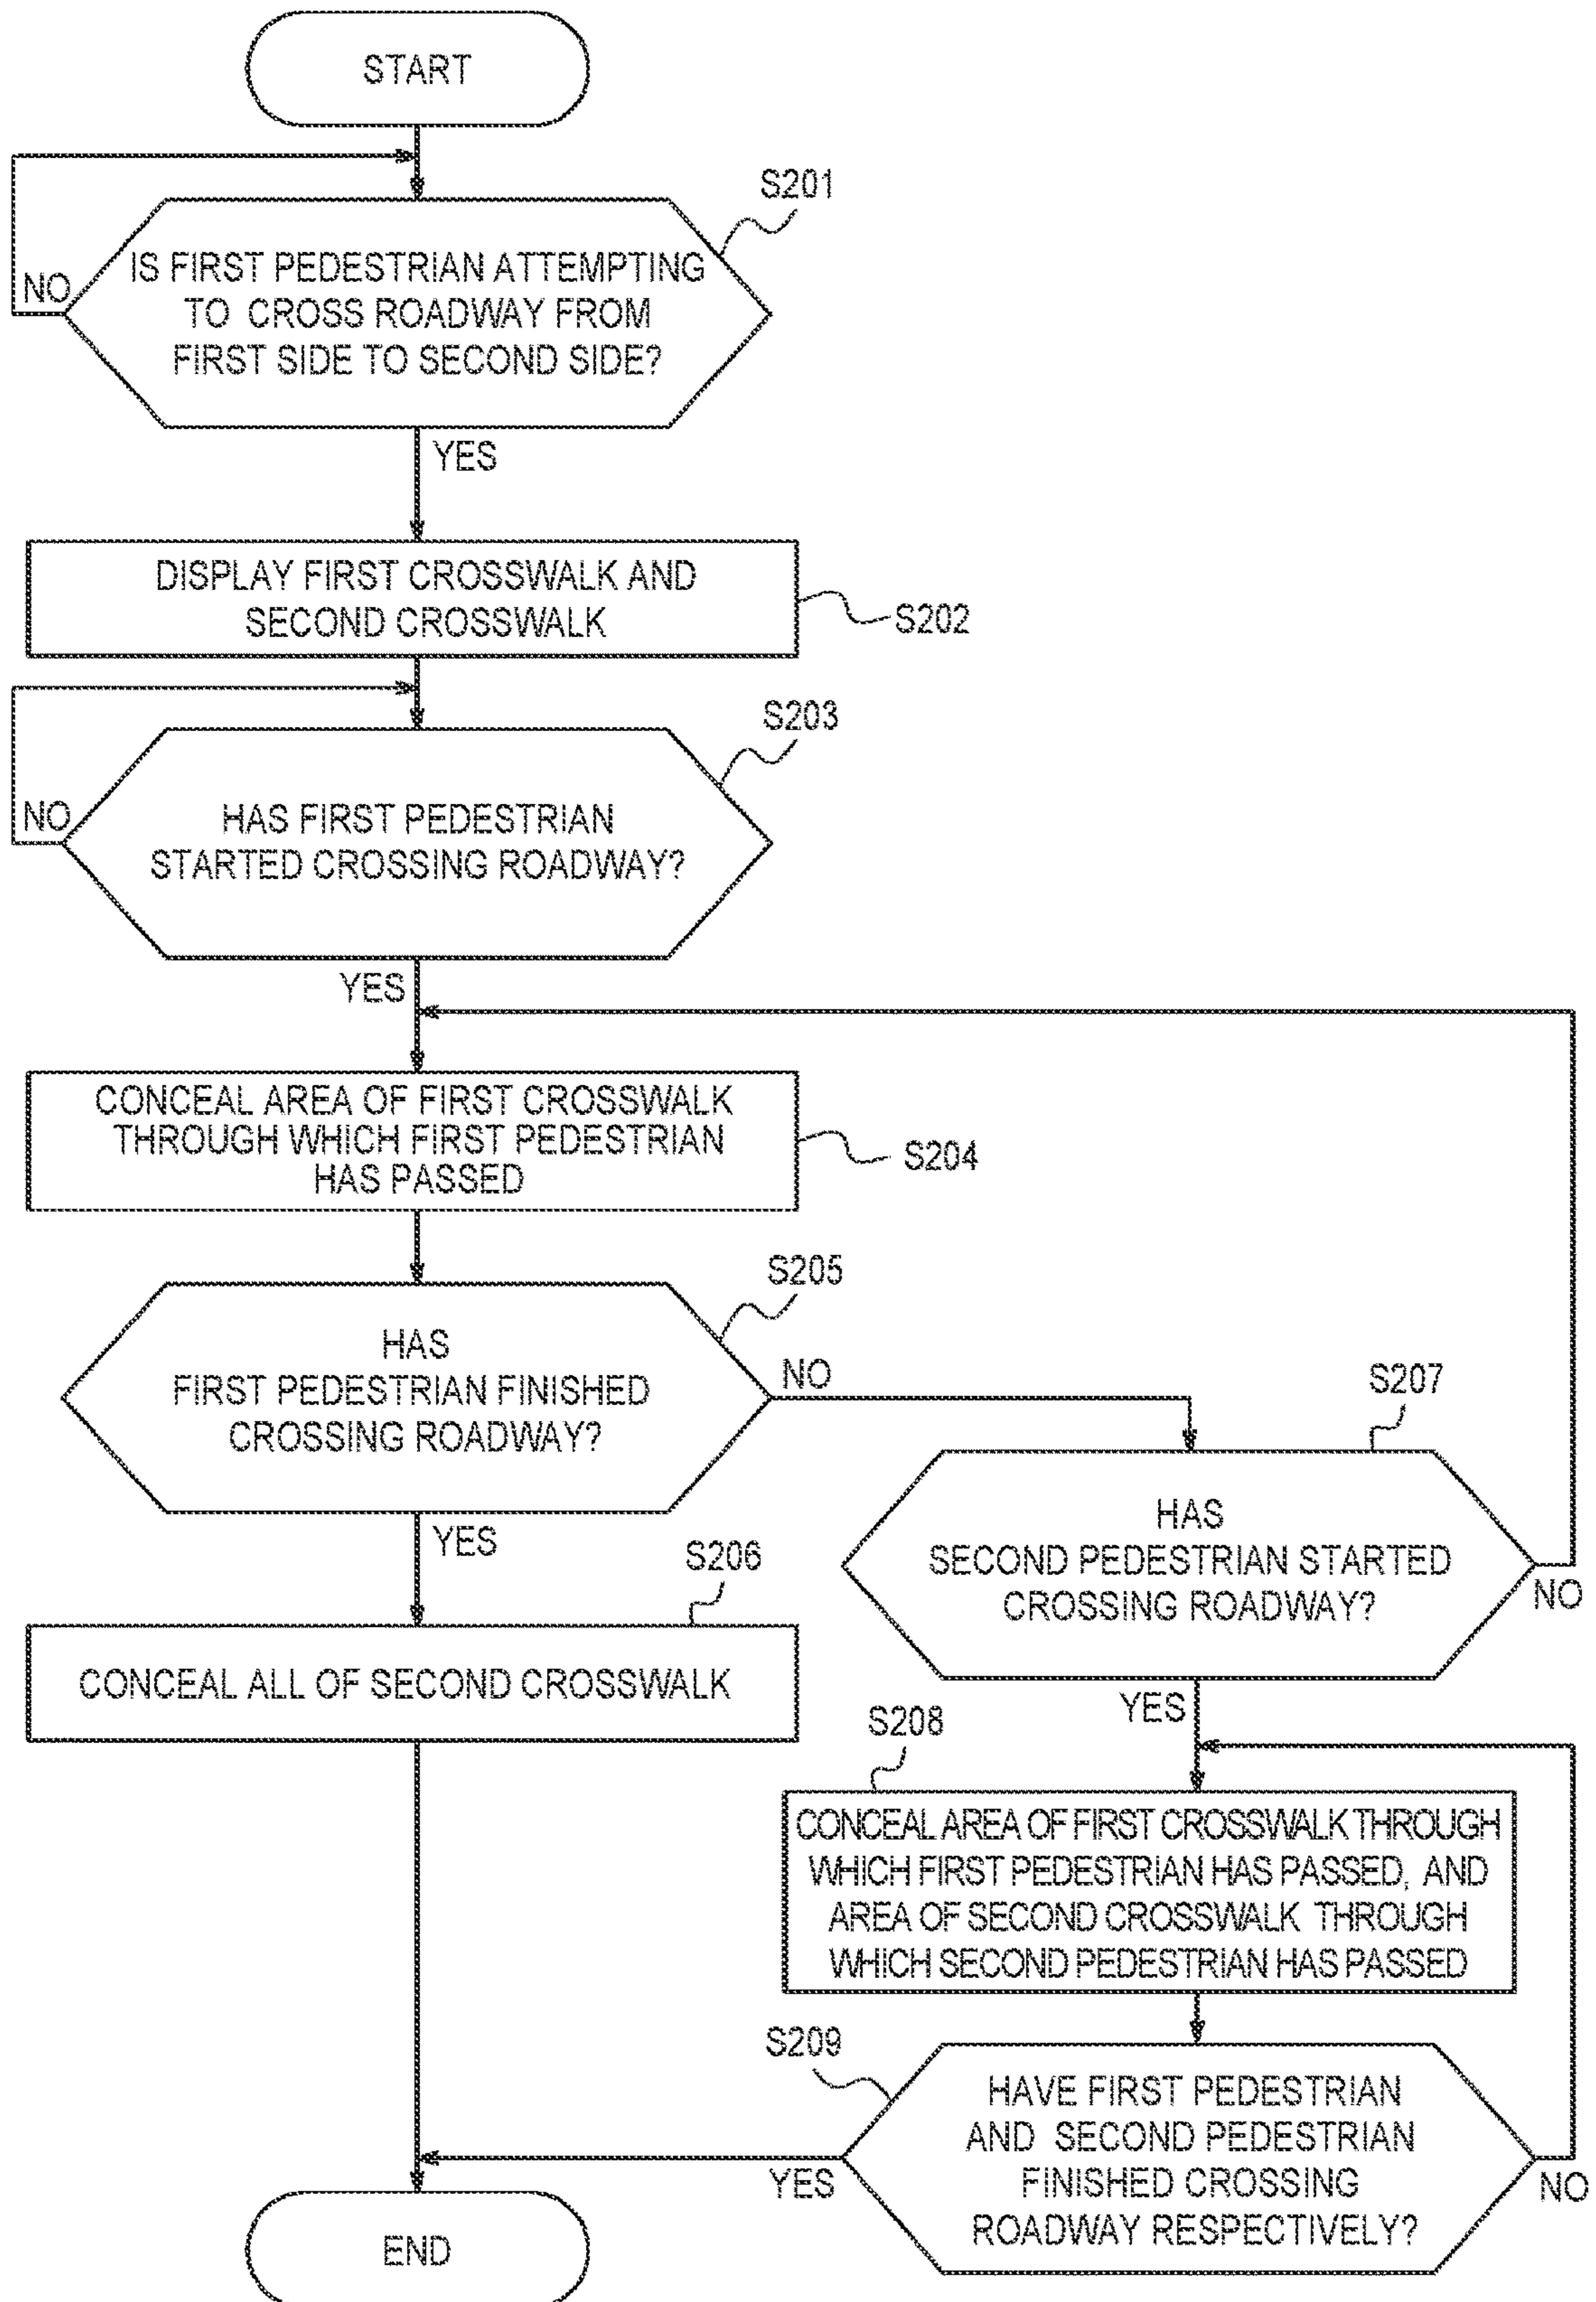 START
S201
IS FIRST PEDESTRIAN ATTEMPTING
TO CROSS ROADWAY FROM
FIRST SIDE TO SECOND SIDE?
NO
YES
DISPLAY FIRST CROSSWALK AND
SECOND CROSSWALK
S202
S203
HAS FIRST PEDESTRIAN
STARTED CROSSING ROADWAY?
NO
YES
CONCEAL AREA OF FIRST CROSSWALK
THROUGH WHICH FIRST PEDESTRIAN
HAS PASSED
S204
S205
HAS
FIRST PEDESTRIAN FINISHED
CROSSING ROADWAY?
NO
YES
S206
CONCEAL ALL OF SECOND CROSSWALK
S207
HAS
SECOND PEDESTRIAN STARTED
CROSSING ROADWAY?
NO
YES
S208
CONCEAL AREA OF FIRST CROSSWALK THROUGH
WHICH FIRST PEDESTRIAN HAS PASSED, AND
AREA OF SECOND CROSSWALK THROUGH
WHICH SECOND PEDESTRIAN HAS PASSED
S209
HAVE FIRST PEDESTRIAN
AND SECOND PEDESTRIAN
FINISHED CROSSING
ROADWAY RESPECTIVELY?
YES
NO
END